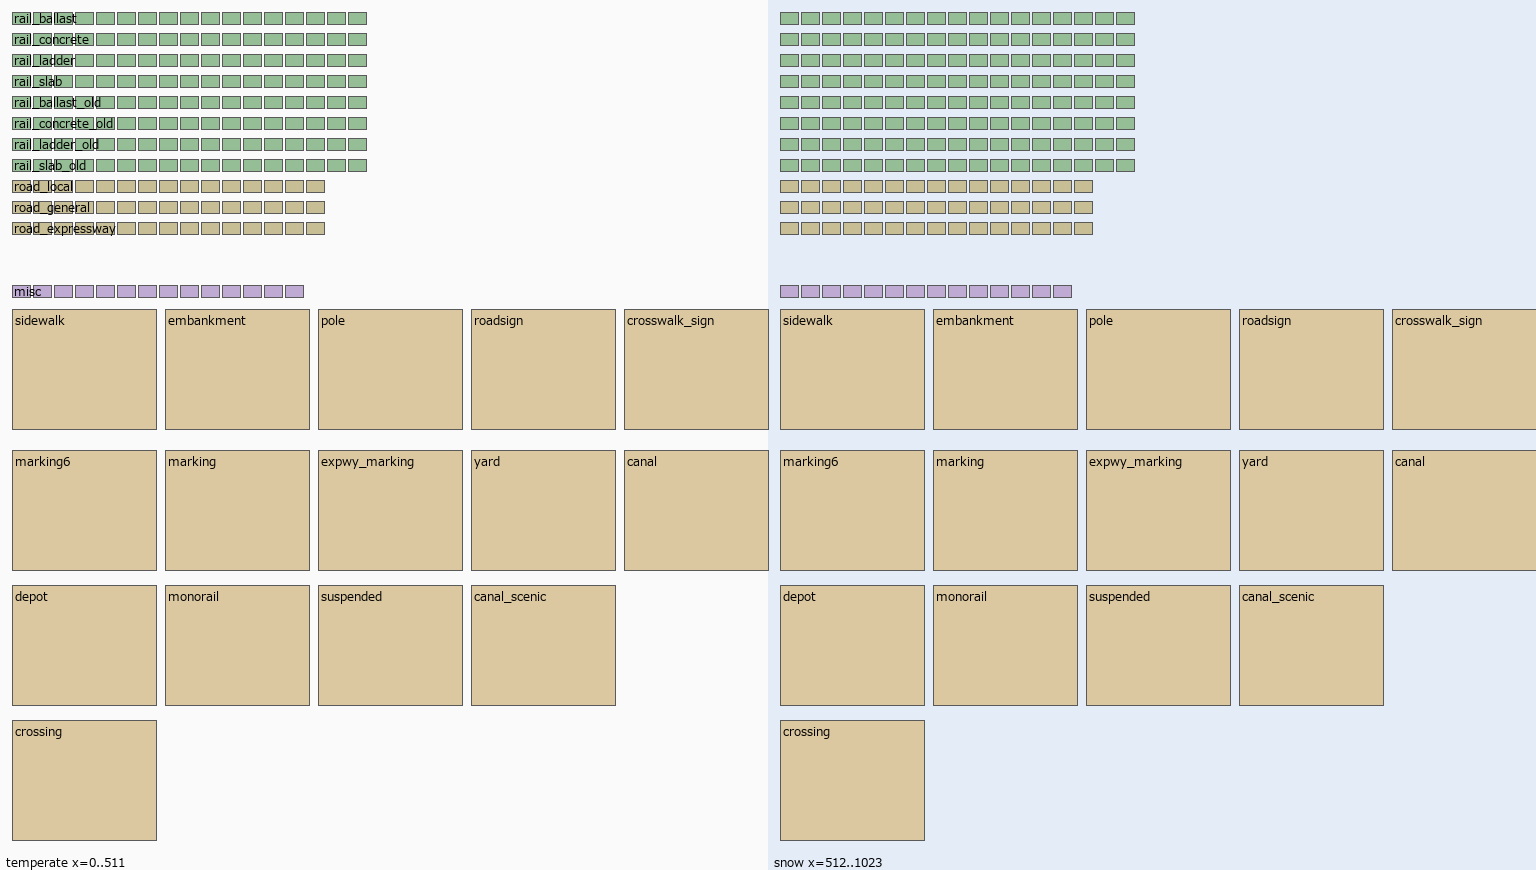 rail_ballast
rail_concrete
rail_ladder
rail_slab
rail_ballast_old
rail_concrete_old
rail_ladder_old
rail_slab_old
road_local
road_general
road_expressway
misc
sidewalk embankment pole roadsign crosswalk_sign sidewalk embankment pole roadsign crosswalk_sign
marking6 marking expwy_marking yard canal marking6 marking expwy_marking yard canal
depot monorail suspended canal_scenic depot monorail suspended canal_scenic
crossing crossing
temperate x=0..511 snow x=512..1023